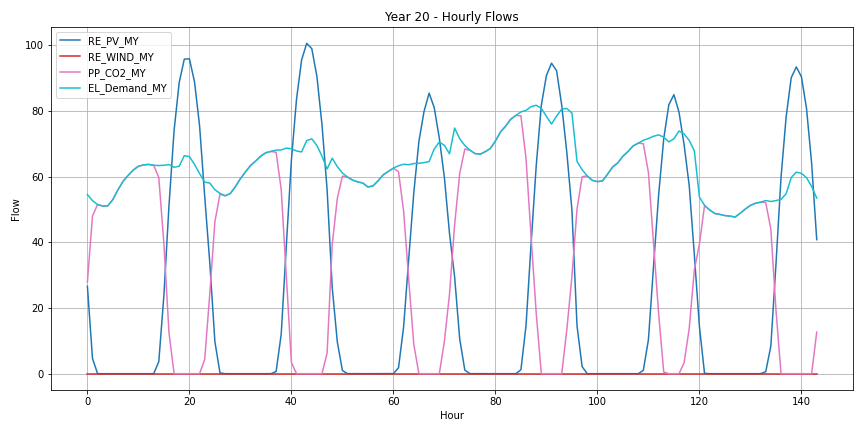 Year 20 - Hourly Flows
RE_PV_MY
RE_WIND_MY
PP_CO2_MY
EL_Demand_MY
100
80
60
40
20
0
Flow
0 20 40 60 80 100 120 140
Hour